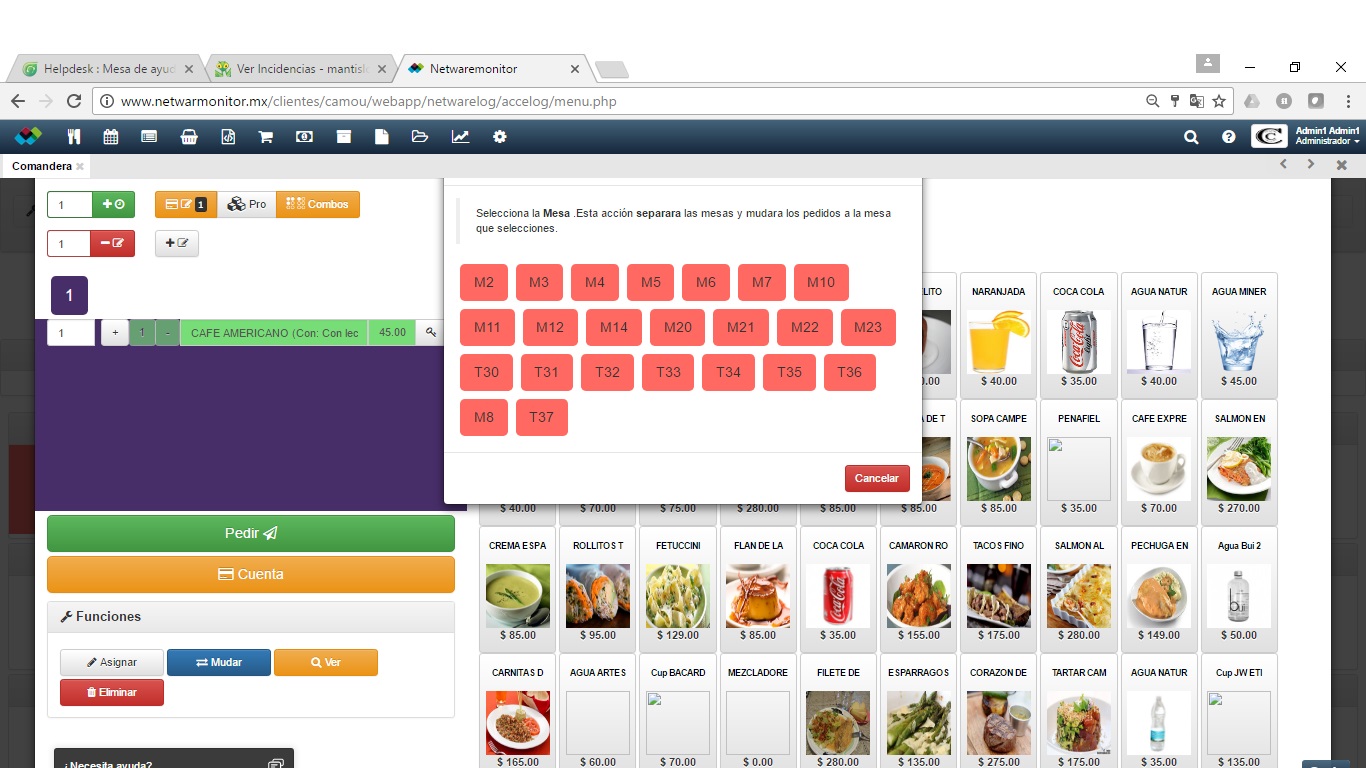 Helpdesk : Mesa de ayud
Ver Incidencias - mantisl
Netwaremonitor
www.netwarmonitor.mx/clientes/camou/webapp/netwarelog/accelog/menu.php
Admin1 Admin1
Administrador
Comandera
1
1 Pro Combos
1
1
1 + 1 - CAFE AMERICANO (Con: Con lec 45.00
Pedir
Cuenta
Funciones
Asignar Mudar Ver
Eliminar
¿Necesita ayuda?
Selecciona la Mesa .Esta acción separara las mesas y mudara los pedidos a la mesa
que selecciones.
M2 M3 M4 M5 M6 M7 M10
M11 M12 M14 M20 M21 M22 M23
T30 T31 T32 T33 T34 T35 T36
M8 T37
Cancelar
LITO NARANJADA COCA COLA AGUA NATUR AGUA MINER
$ 40.00 $ 35.00 $ 40.00 $ 45.00
DE T SOPA CAMPE PENAFIEL CAFE EXPRE SALMON EN
$ 40.00 $ 70.00 $ 75.00 $ 280.00 $ 85.00 $ 85.00 $ 85.00 $ 35.00 $ 70.00 $ 270.00
CREMA ESPA ROLLITOS T FETUCCINI FLAN DE LA COCA COLA CAMARON RO TACOS FINO SALMON AL PECHUGA EN Agua Bui 2
$ 85.00 $ 95.00 $ 129.00 $ 85.00 $ 35.00 $ 155.00 $ 175.00 $ 280.00 $ 149.00 $ 50.00
CARNITAS D AGUA ARTES Cup BACARD MEZCLADORE FILETE DE ESPARRAGOS CORAZON DE TARTAR CAM AGUA NATUR Cup JW ETI
$ 165.00 $ 60.00 $ 70.00 $ 0.00 $ 280.00 $ 135.00 $ 275.00 $ 175.00 $ 35.00 $ 135.00